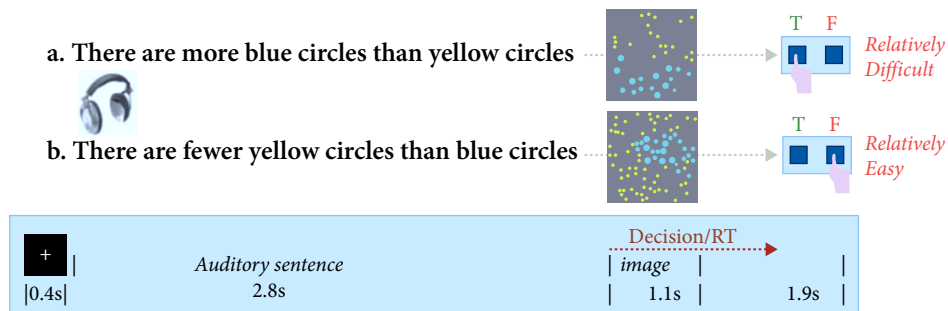 T F
a. There are more blue circles than yellow circles
Relatively
Difficult
T F
b. There are fewer yellow circles than blue circles
Relatively
Easy
+
Decision/RT
| Auditory sentence | image | |
|0.4s| 2.8s | 1.1s | 1.9s |